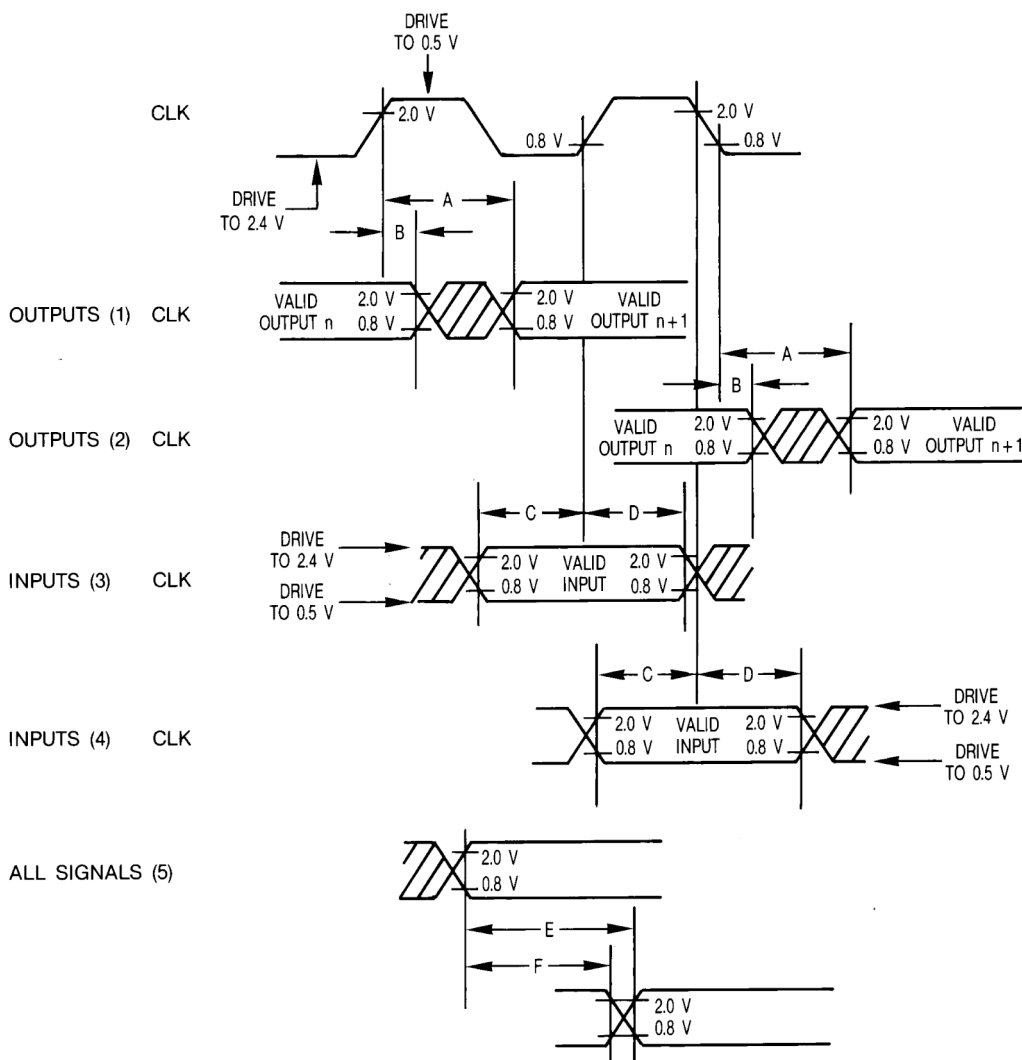 DRIVE
TO 0.5 V
CLK
2.0 V
2.0 V
0.8 V
0.8 V
DRIVE
TO 2.4 V
A
B
OUTPUTS (1) CLK
VALID
OUTPUT n
2.0 V
0.8 V
2.0 V
0.8 V
VALID
OUTPUT n+1
A
B
OUTPUTS (2) CLK
VALID
OUTPUT n
2.0 V
0.8 V
2.0 V
0.8 V
VALID
OUTPUT n+1
C
D
INPUTS (3) CLK
DRIVE
TO 2.4 V
DRIVE
TO 0.5 V
2.0 V
0.8 V
VALID
INPUT
2.0 V
0.8 V
C
D
INPUTS (4) CLK
2.0 V
0.8 V
VALID
INPUT
2.0 V
0.8 V
DRIVE
TO 2.4 V
DRIVE
TO 0.5 V
ALL SIGNALS (5)
2.0 V
0.8 V
E
F
2.0 V
0.8 V